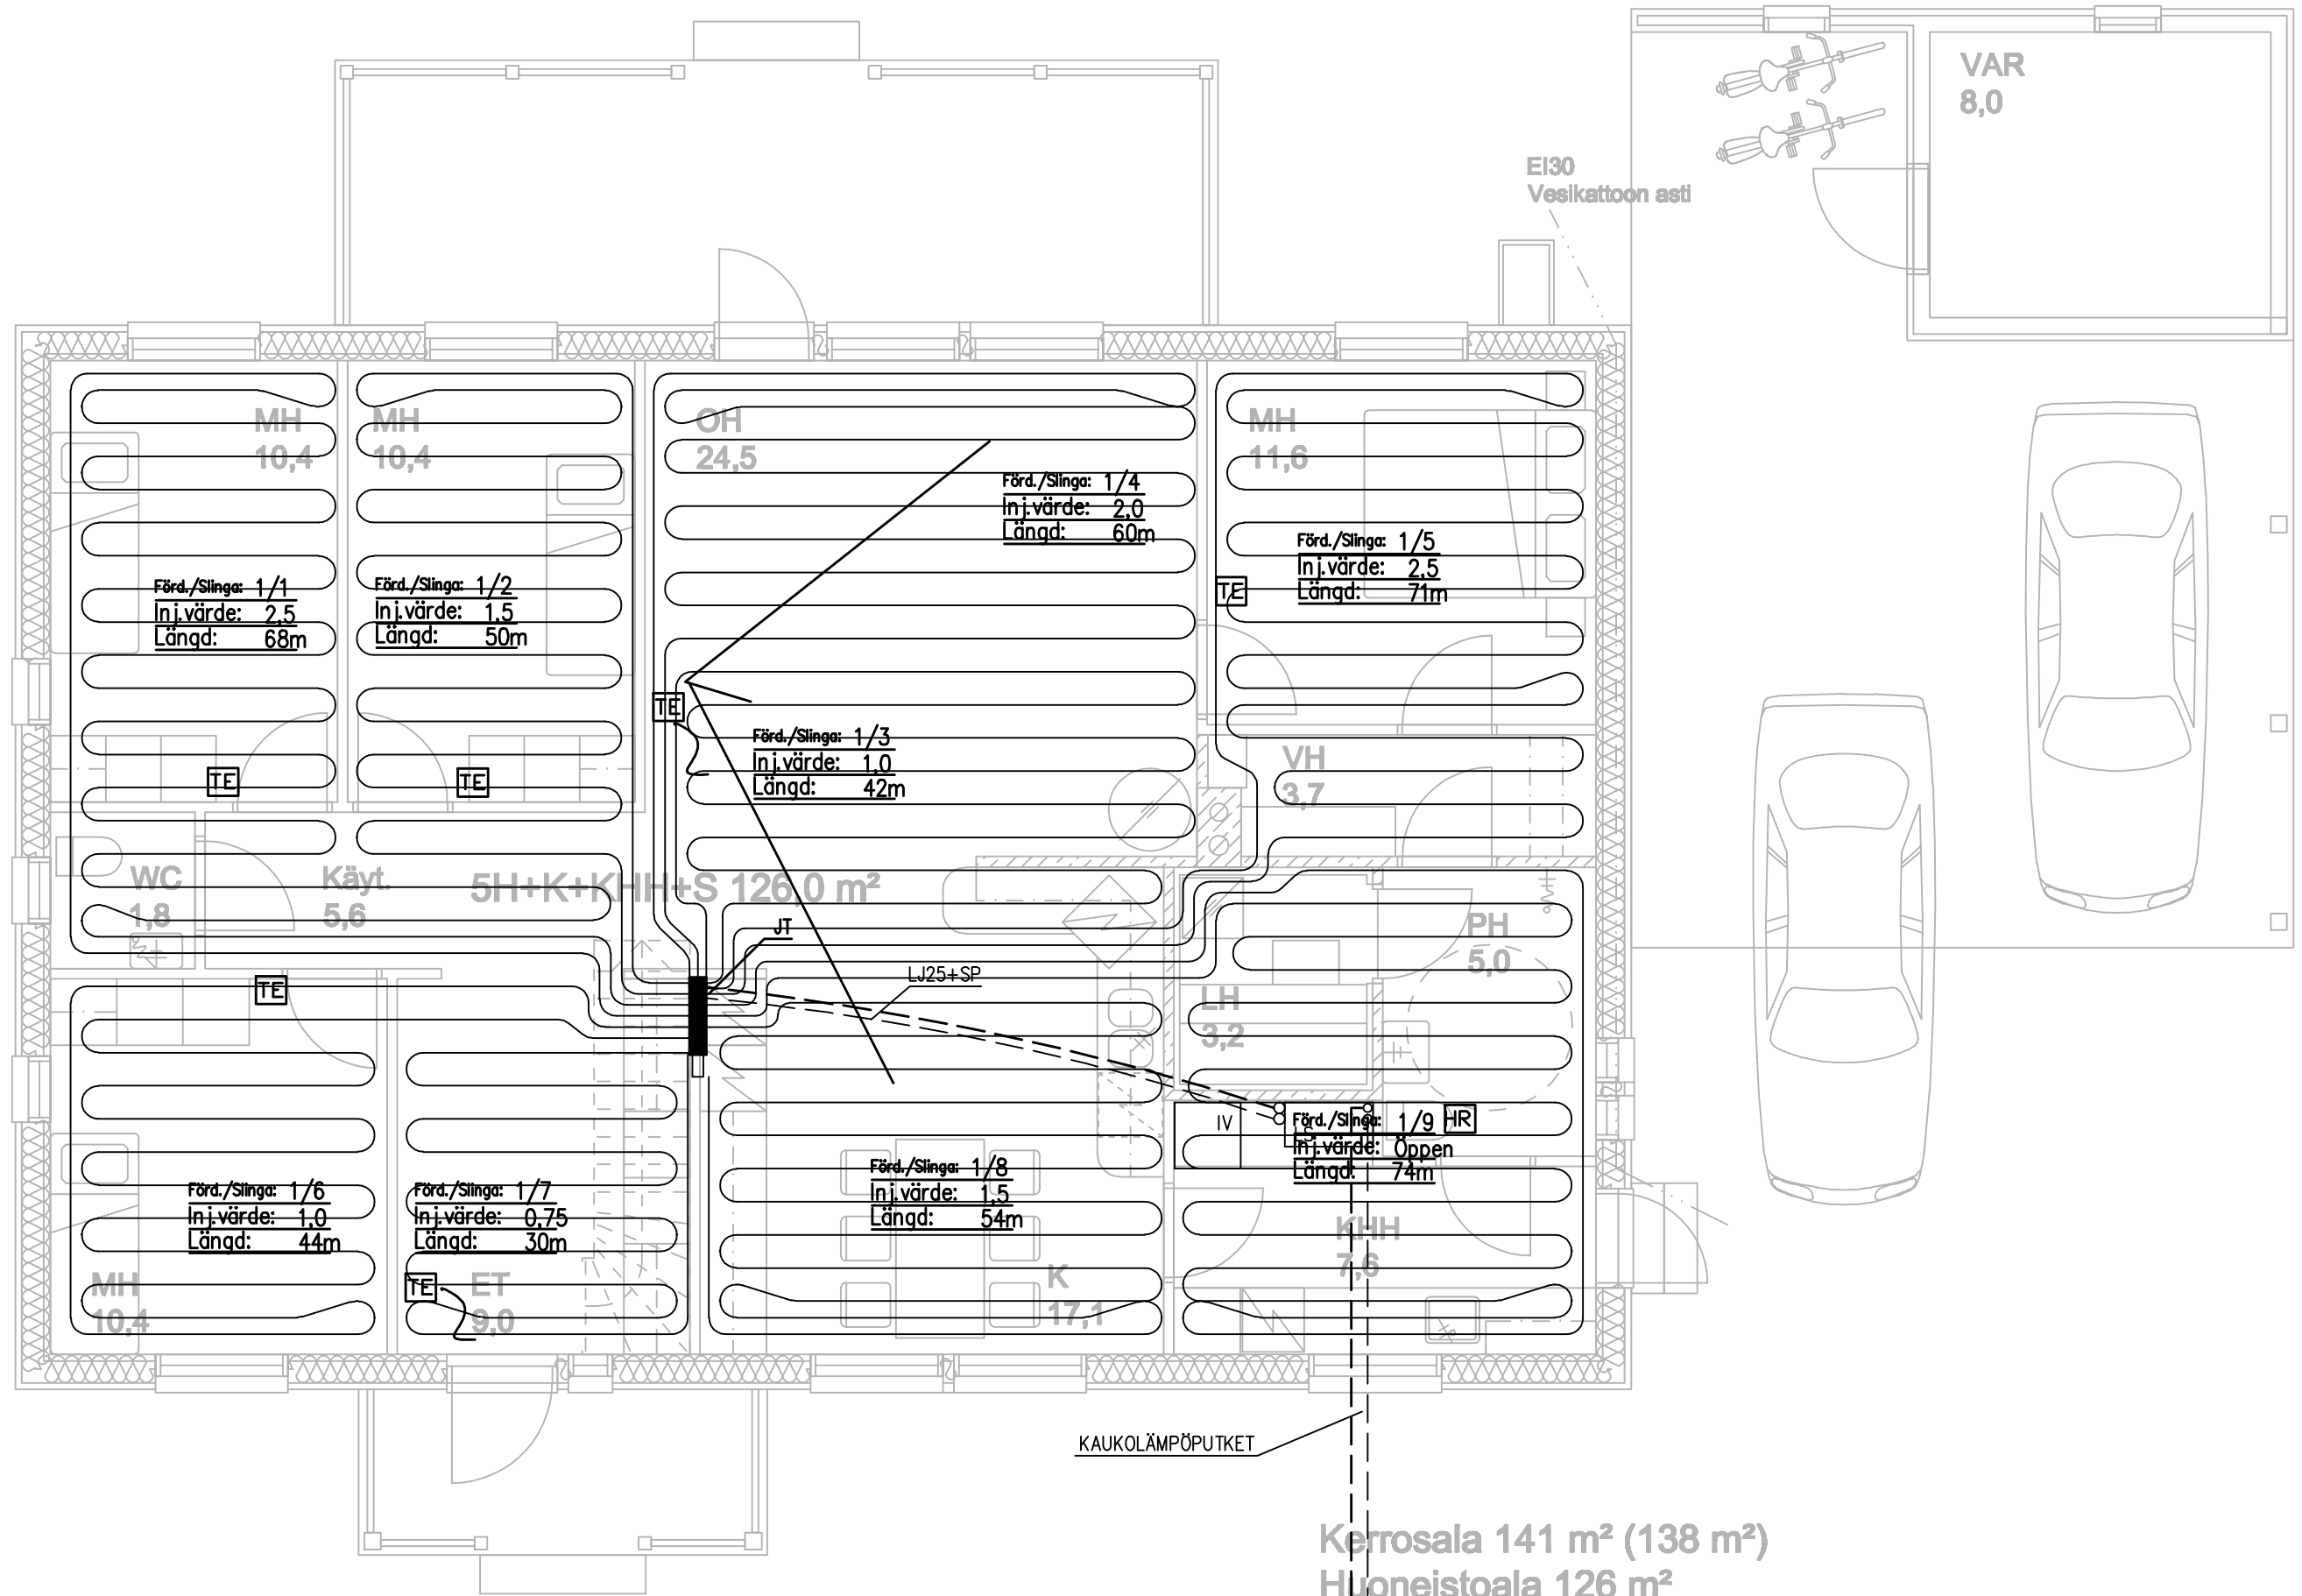 VAR
8,0
EI30
Vesikattoon asti
MH
10,4
MH
10,4
OH
24,5
MH
11,6
Förd./Slinga: 1/4
Inj.värde: 2,0
Längd: 60m
Förd./Slinga: 1/5
Inj.värde: 2,5
Längd: 71m
Förd./Slinga: 1/1
Inj.värde: 2,5
Längd: 68m
Förd./Slinga: 1/2
Inj.värde: 1,5
Längd: 50m
TE
TE
Förd./Slinga: 1/3
Inj.värde: 1,0
Längd: 42m
VH
3,7
TE
TE
WC
1,8
Käyt.
5,6
5H+K+KHH+S 126,0 m²
JT
PH
5,0
LJ25+SP
TE
LH
3,2
IV
LS
Förd./Slinga: 1/9
Inj.värde: Öppen
Längd: 74m
HR
Förd./Slinga: 1/6
Inj.värde: 1,0
Längd: 44m
Förd./Slinga: 1/7
Inj.värde: 0,75
Längd: 30m
Förd./Slinga: 1/8
Inj.värde: 1,5
Längd: 54m
KHH
7,6
MH
10,4
TE
ET
9,0
K
17,1
KAUKOLÄMPÖPUTKET
Kerrosala 141 m² (138 m²)
Huoneistoala 126 m²